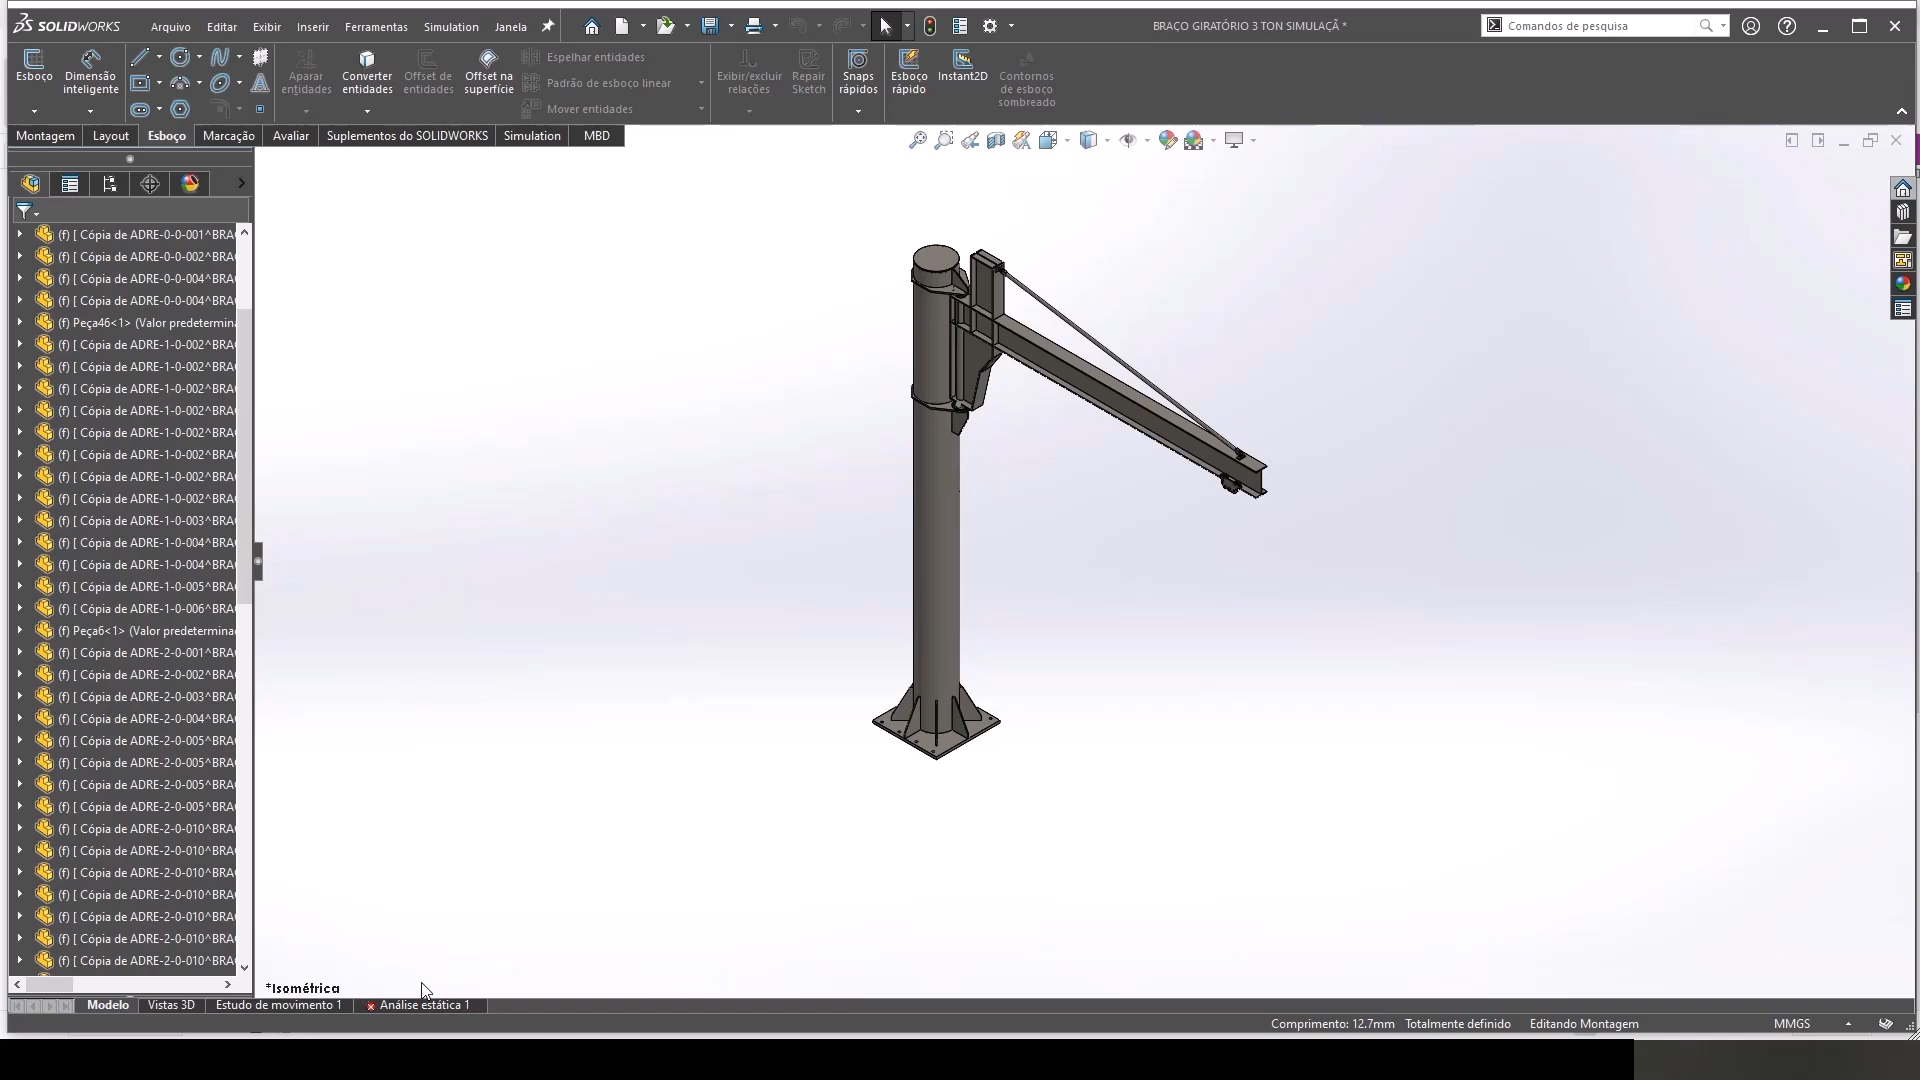 SOLIDWORKS Arquivo Editar Exibir Inserir Ferramentas Simulation Janela
BRAÇO GIRATÓRIO 3 TON SIMULAÇÃ *
Comandos de pesquisa
Esboço
Dimensão inteligente
Aparar entidades
Converter entidades
Offset de entidades
Offset na superfície
Espelhar entidades
Padrão de esboço linear
Mover entidades
Exibir/excluir relações
Repair Sketch
Snaps rápidos
Esboço rápido
Instant2D
Contornos de esboço sombreado
Montagem Layout Esboço Marcação Avaliar Suplementos do SOLIDWORKS Simulation MBD
(f) [ Cópia de ADRE-0-0-001^BRA
(f) [ Cópia de ADRE-0-0-002^BRA
(f) [ Cópia de ADRE-0-0-004^BRA
(f) [ Cópia de ADRE-0-0-004^BRA
(f) Peça46<1> (Valor predetermina
(f) [ Cópia de ADRE-1-0-002^BRA
(f) [ Cópia de ADRE-1-0-002^BRA
(f) [ Cópia de ADRE-1-0-002^BRA
(f) [ Cópia de ADRE-1-0-002^BRA
(f) [ Cópia de ADRE-1-0-002^BRA
(f) [ Cópia de ADRE-1-0-002^BRA
(f) [ Cópia de ADRE-1-0-002^BRA
(f) [ Cópia de ADRE-1-0-002^BRA
(f) [ Cópia de ADRE-1-0-003^BRA
(f) [ Cópia de ADRE-1-0-004^BRA
(f) [ Cópia de ADRE-1-0-004^BRA
(f) [ Cópia de ADRE-1-0-005^BRA
(f) [ Cópia de ADRE-1-0-006^BRA
(f) Peça6<1> (Valor predetermina
(f) [ Cópia de ADRE-2-0-001^BRA
(f) [ Cópia de ADRE-2-0-002^BRA
(f) [ Cópia de ADRE-2-0-003^BRA
(f) [ Cópia de ADRE-2-0-004^BRA
(f) [ Cópia de ADRE-2-0-005^BRA
(f) [ Cópia de ADRE-2-0-005^BRA
(f) [ Cópia de ADRE-2-0-005^BRA
(f) [ Cópia de ADRE-2-0-005^BRA
(f) [ Cópia de ADRE-2-0-010^BRA
(f) [ Cópia de ADRE-2-0-010^BRA
(f) [ Cópia de ADRE-2-0-010^BRA
(f) [ Cópia de ADRE-2-0-010^BRA
(f) [ Cópia de ADRE-2-0-010^BRA
(f) [ Cópia de ADRE-2-0-010^BRA
(f) [ Cópia de ADRE-2-0-010^BRA
*Isométrica
Modelo Vistas 3D Estudo de movimento 1 Análise estática 1
Comprimento: 12.7mm Totalmente definido Editando Montagem MMGS